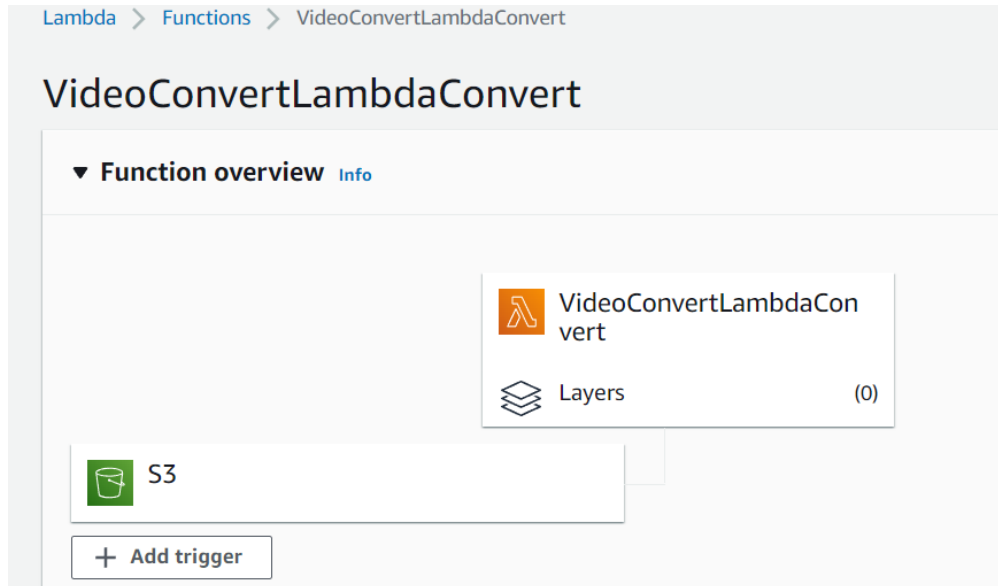 Lambda > Functions > VideoConvertLambdaConvert
VideoConvertLambdaConvert
▼ Function overview Info
VideoConvertLambdaCon
vert
Layers (0)
S3
+ Add trigger